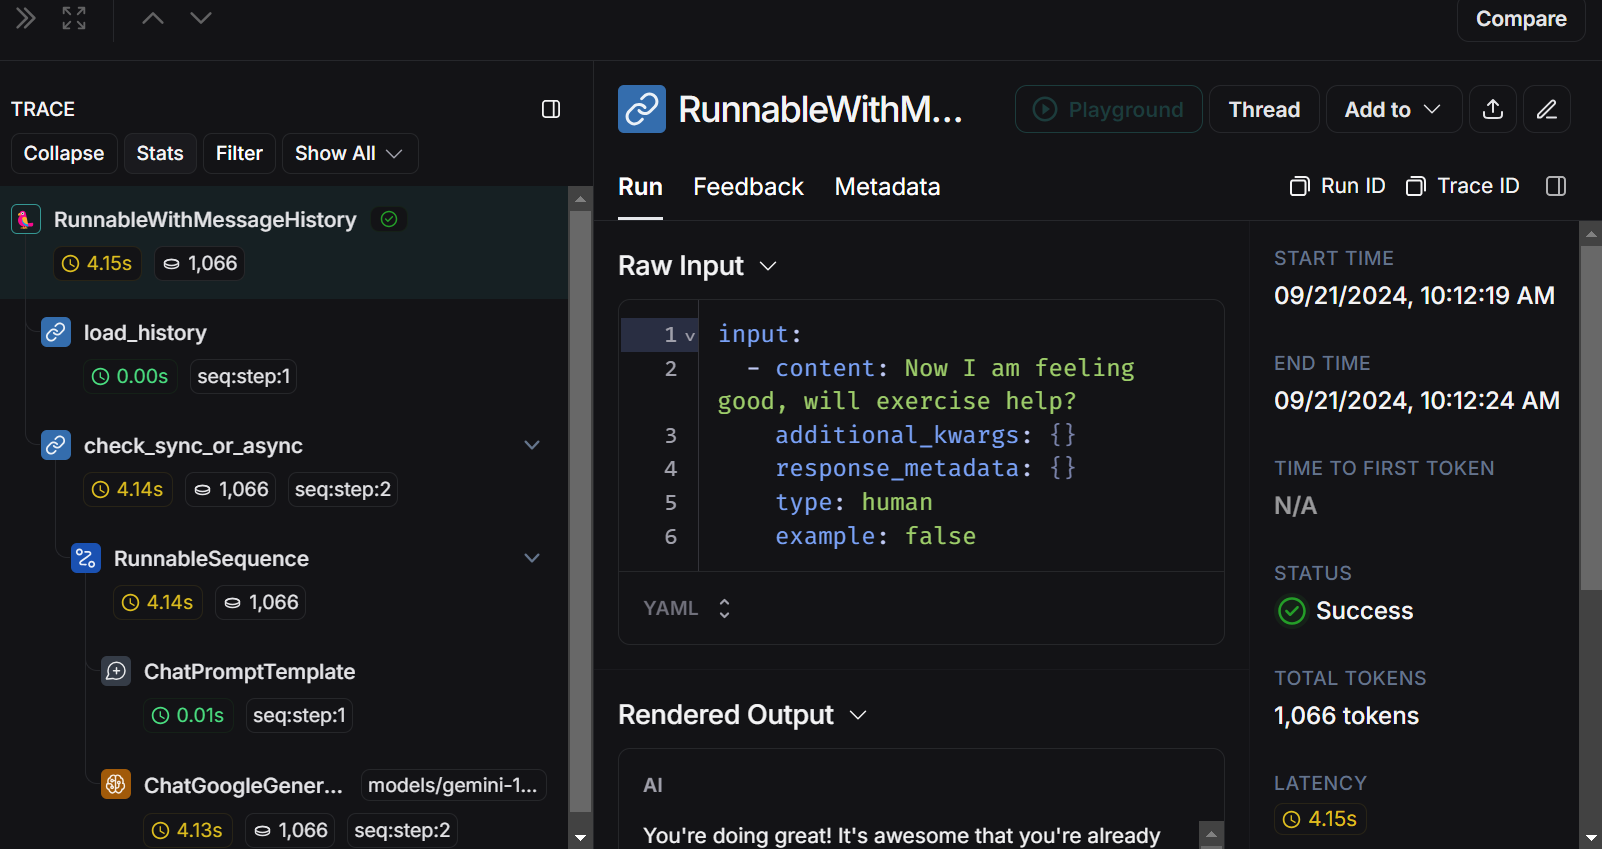 Compare
TRACE
Collapse Stats Filter Show All
RunnableWithMessageHistory
4.15s 1,066
load_history
0.00s seq:step:1
check_sync_or_async
4.14s 1,066 seq:step:2
RunnableSequence
4.14s 1,066
ChatPromptTemplate
0.01s seq:step:1
ChatGoogleGener... models/gemini-1...
4.13s 1,066 seq:step:2
RunnableWithM... Playground Thread Add to
Run Feedback Metadata Run ID Trace ID
Raw Input
1 input:
2 - content: Now I am feeling
good, will exercise help?
3 additional_kwargs: {}
4 response_metadata: {}
5 type: human
6 example: false
YAML
Rendered Output
AI
You're doing great! It's awesome that you're already
START TIME
09/21/2024, 10:12:19 AM
END TIME
09/21/2024, 10:12:24 AM
TIME TO FIRST TOKEN
N/A
STATUS
Success
TOTAL TOKENS
1,066 tokens
LATENCY
4.15s